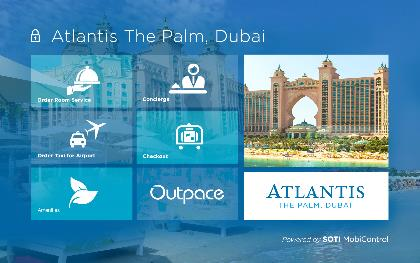 Atlantis The Palm, Dubai
Order Room Service
Concierge
Order Taxi for Airport
Checkout
Amenities
Outpace
ATLANTIS
THE PALM, DUBAI
Powered by SOTI MobiControl